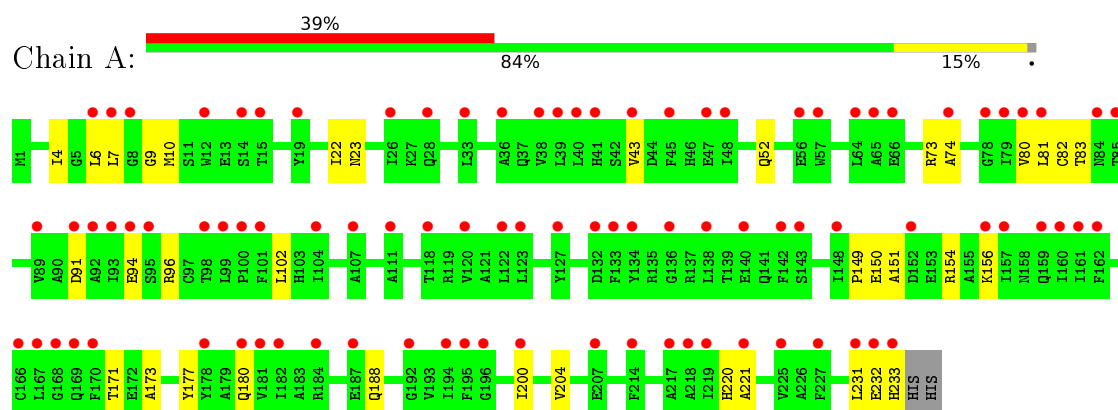 39%
Chain A:
84% 15% •
M1 I4 G5 L6 L7 G8 G9 M10 S11 W12 E13 S14 T15 Y19 I22 N23 I26 K27 Q28 L33 A36 Q37 V38 L39 L40 E41 S42 V43 D44 F45 H46 E47 I48 Q52 E56 W57 L64 A65 E66 R73 A74 G78 I79 V80 L81 C82 T83 N84 T85
V89 A90 D91 A92 I93 E94 S95 R96 C97 T98 L99 P100 F101 L102 H103 I104 A107 A111 T118 R119 V120 A121 L122 L123 Y127 D132 F133 Y134 R135 G136 R137 L138 T139 E140 Q141 F142 S143 I148 P149 E150 A151 D152 E153 R154 A155 K156 I157 N158 Q159 I160 I161 F162
C166 L167 G168 Q169 F170 T171 E172 A173 Y177 Y178 A179 Q180 V181 I182 A183 R184 E187 Q188 G192 V193 I194 F195 G196 I200 V204 E207 F214 A217 A218 I219 H220 A221 V225 A226 F227 L231 E232 H233 HIS HIS